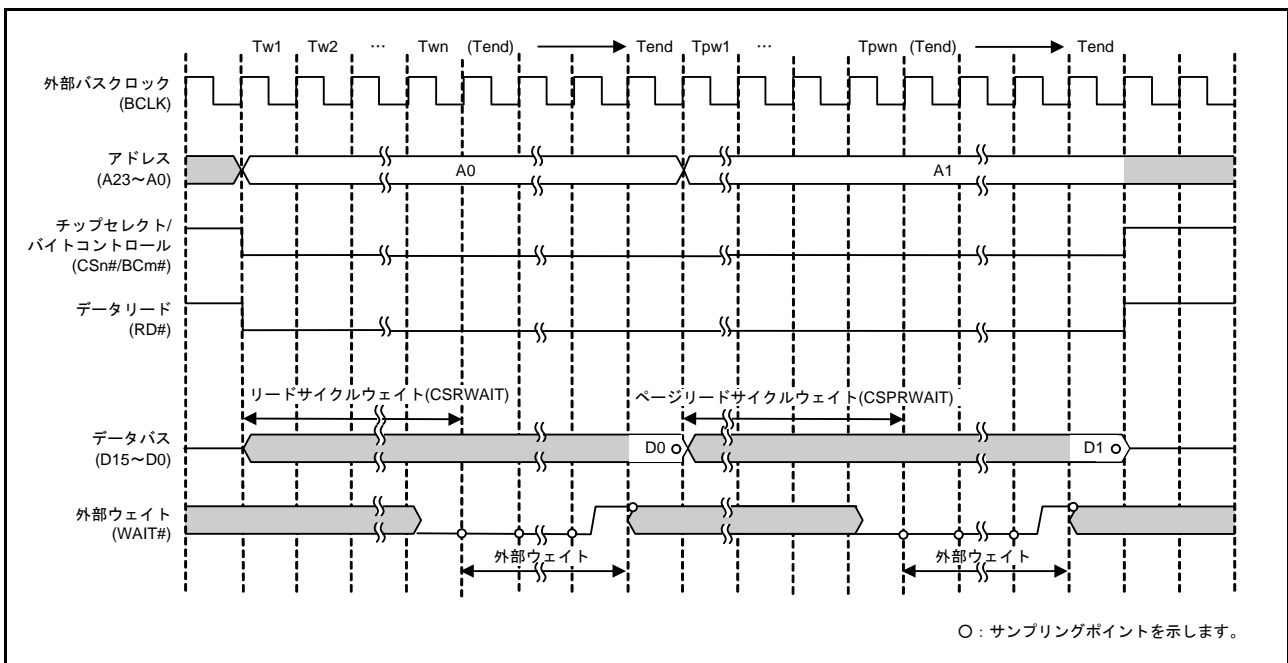 Tw1 Tw2 … Twn (Tend) Tend Tpw1 … Tpwn (Tend) Tend
外部バスクロック
(BCLK)
アドレス
(A23～A0)
A0 A1
チップセレクト/
バイトコントロール
(CSn#/BCm#)
データリード
(RD#)
リードサイクルウェイト(CSRWAIT) ページリードサイクルウェイト(CSPRWAIT)
データバス
(D15～D0)
D0 D1
外部ウェイト
(WAIT#)
外部ウェイト 外部ウェイト
○：サンプリングポイントを示します。